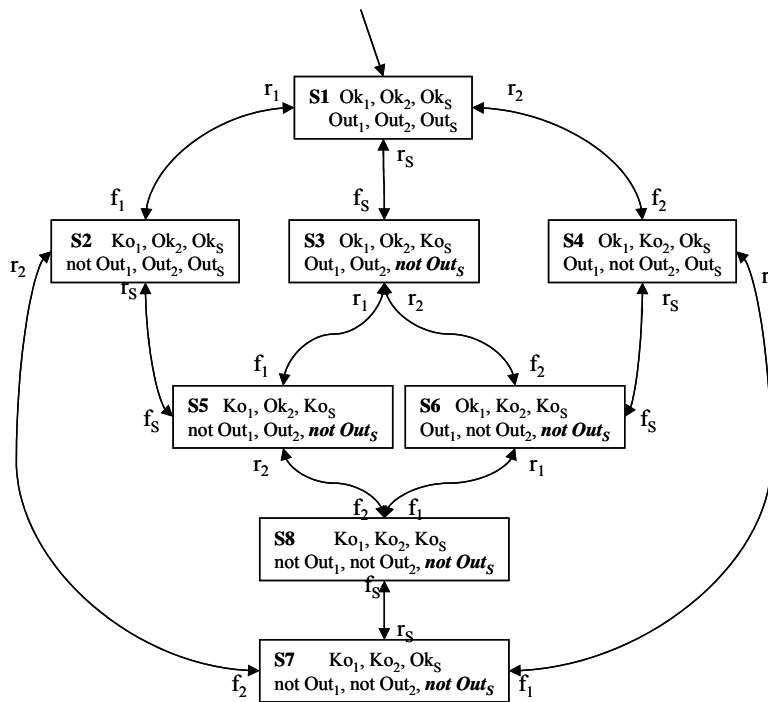 r₁
r₂
S1 Ok₁, Ok₂, Okₛ
Out₁, Out₂, Outₛ
rₛ
f₁
fₛ
f₂
S2 Ko₁, Ok₂, Okₛ
not Out₁, Out₂, Outₛ
S3 Ok₁, Ok₂, Koₛ
Out₁, Out₂, not Outₛ
S4 Ok₁, Ko₂, Okₛ
Out₁, not Out₂, Outₛ
r₂
r
rₛ
r₁
r₂
rₛ
f₁
f₂
fₛ
fₛ
S5 Ko₁, Ok₂, Koₛ
not Out₁, Out₂, not Outₛ
S6 Ok₁, Ko₂, Koₛ
Out₁, not Out₂, not Outₛ
r₂
r₁
f₂
f₁
S8 Ko₁, Ko₂, Koₛ
not Out₁, not Out₂, not Outₛ
fₛ
rₛ
S7 Ko₁, Ko₂, Okₛ
not Out₁, not Out₂, not Outₛ
f₂
f₁